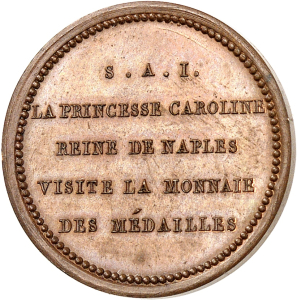 S.A.I.
LA PRINCESSE CAROLINE
REINE DE NAPLES
VISITE LA MONNAIE
DES MÉDAILLES